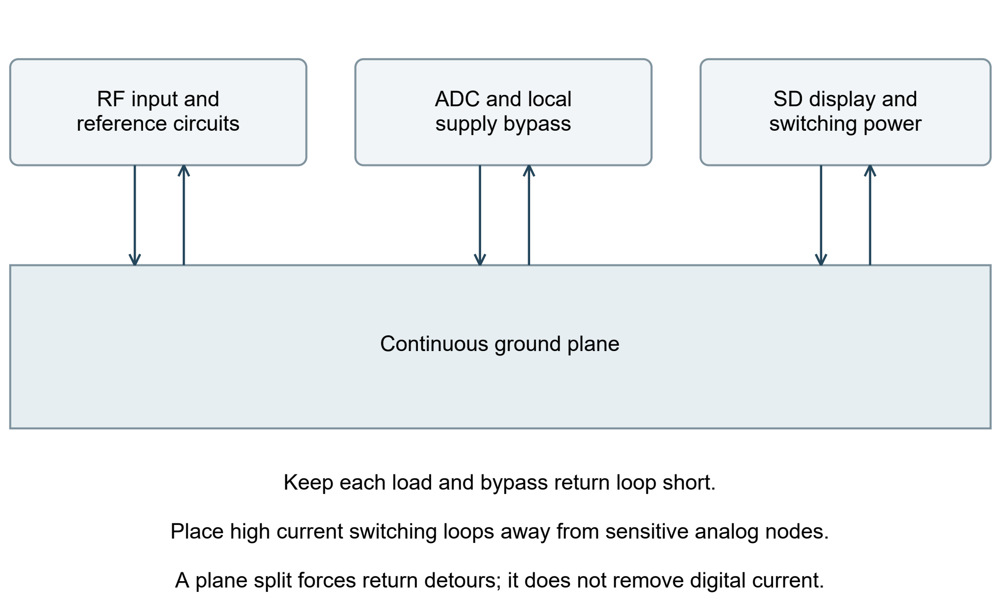 RF input and
reference circuits
ADC and local
supply bypass
SD display and
switching power
Continuous ground plane
Keep each load and bypass return loop short.
Place high current switching loops away from sensitive analog nodes.
A plane split forces return detours; it does not remove digital current.